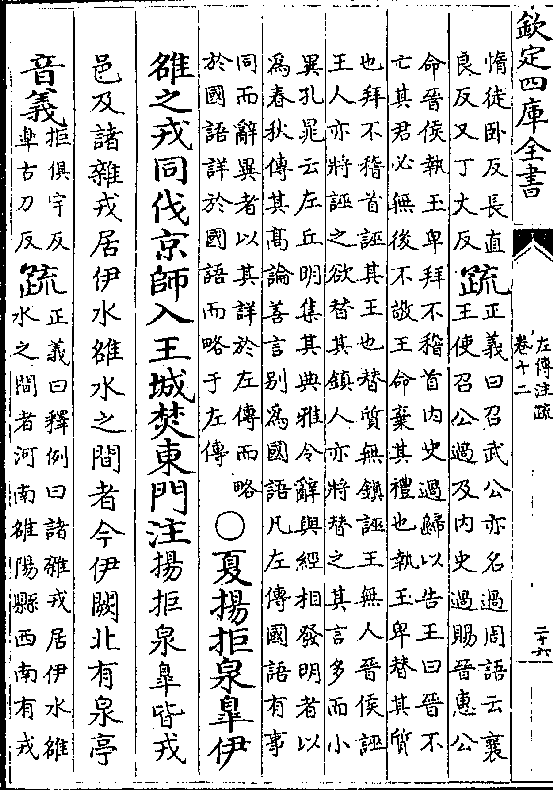 欽定四庫全書
左傳注疏
卷十二
二十六
惰徒卧反長直
良反又丁丈反
疏
正義曰召武公亦名過周語云襄
王使召公過及內史過賜晉惠公
命晉侯執玉卑拜不稽首内史過歸以告王曰晉不
亡其君必無後不敬王命棄其禮也執玉卑替其質
也拜不稽首誣其王也替質無鎮誣王無人晉侯誣
王人亦將誣之欲替其鎮人亦將替之其言多而小
異孔晁云左丘明集其典雅令辭與經相發明者以
為春秋傳其髙論善言别為國語凡左傳國語有事
同而辭異者以其詳於左傳而略
於國語詳於國語而略于左傳
○夏揚拒泉臯伊
雒之戎同伐京師入王城焚東門注揚拒泉臯皆戎
邑及諸雜戎居伊水雒水之間者今伊闕北有泉亭
音義
拒俱宇反
臯古刀反
疏
正義曰釋例曰諸雜戎居伊水雒
水之間者河南雒陽縣西南有戎